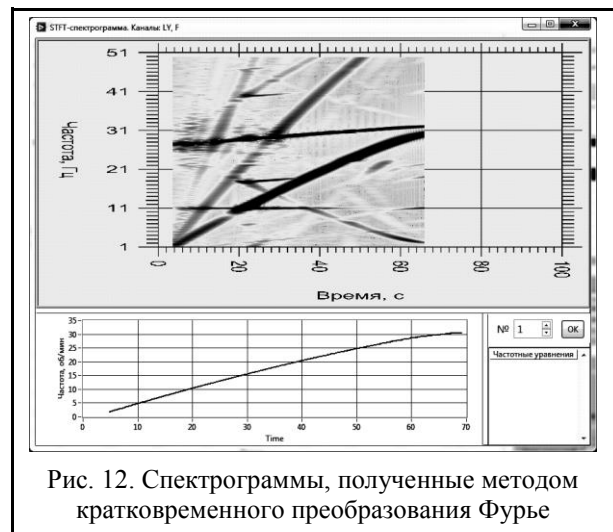 STFT-спектрограмма. Каналы: LY, F
51
41
31
21
11
1
Частота, Гц
0
20
40
60
80
100
Время, с
35
30
25
20
15
10
5
0
Частота, об/мин
0 10 20 30 40 50 60 70
Time
№ 1 OK
Частотные уравнения
Рис. 12. Спектрограммы, полученные методом
кратковременного преобразования Фурье